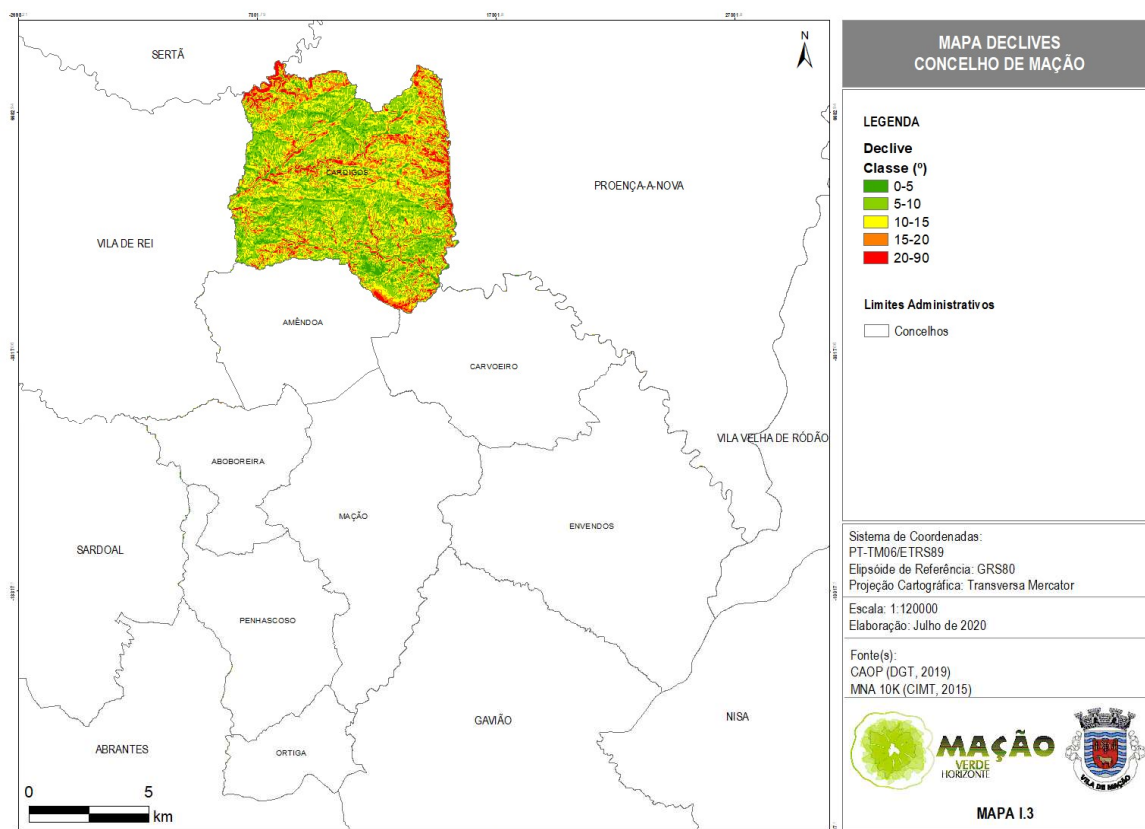 MAPA DECLIVES
CONCELHO DE MAÇÃO
LEGENDA
Declive
Classe (º)
0-5
5-10
10-15
15-20
20-90
Limites Administrativos
Concelhos
Sistema de Coordenadas:
PT-TM06/ETRS89
Elipsóide de Referência: GRS80
Projeção Cartográfica: Transversa Mercator
Escala: 1:120000
Elaboração: Julho de 2020
Fonte(s):
CAOP (DGT, 2019)
MNA 10K (CIMT, 2015)
MAÇÃO
VERDE
HORIZONTE
VILA DE MAÇÃO
MAPA I.3
N
SERTÃ
CARDIGOS
PROENÇA-A-NOVA
VILA DE REI
AMÊNDOA
CARVOEIRO
VILA VELHA DE RÓDÃO
ABOBOREIRA
MAÇÃO
ENVENDOS
SARDOAL
PENHASCOSO
GAVIÃO
NISA
ABRANTES
ORTIGA
0 5
km